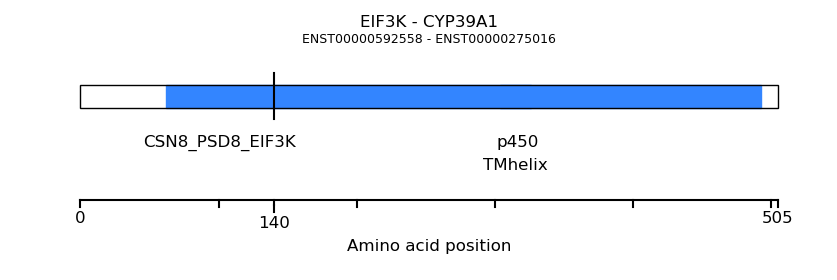 EIF3K - CYP39A1
ENST00000592558 - ENST00000275016
CSN8_PSD8_EIF3K
p450
TMhelix
0
140
505
Amino acid position